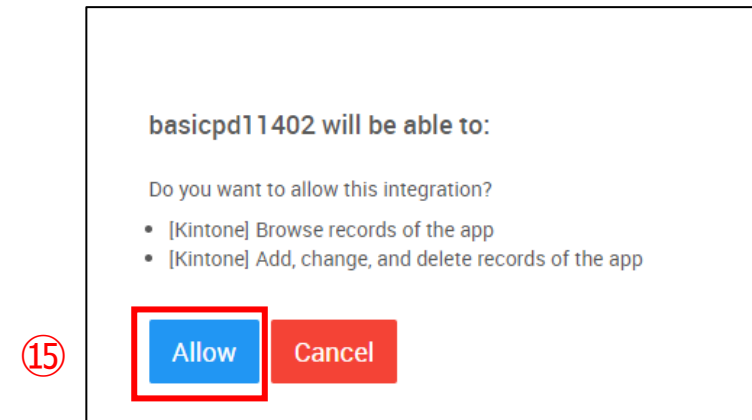 basicpd11402 will be able to:
Do you want to allow this integration?
• [Kintone] Browse records of the app
• [Kintone] Add, change, and delete records of the app
⑮ Allow Cancel